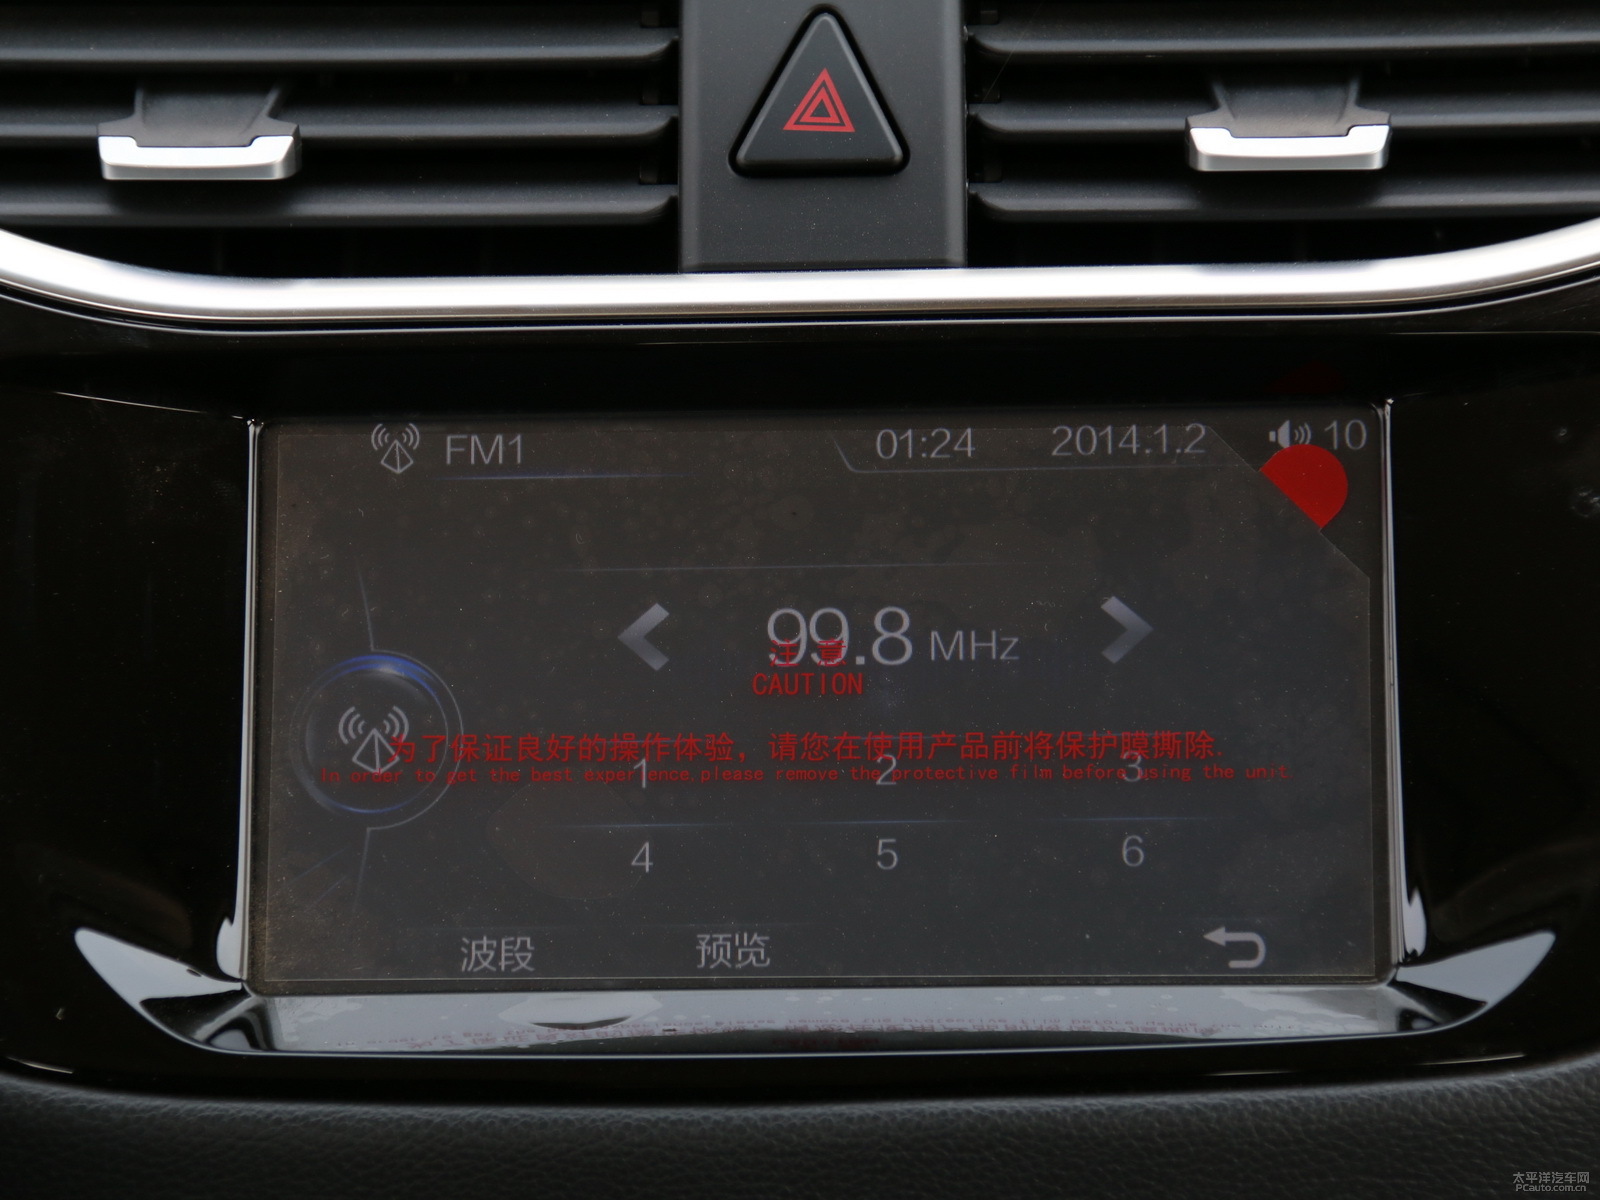 FM1 01:24 2014.1.2 10
99.8 MHz
注 意
CAUTION
为了保证良好的操作体验，请您在使用产品前将保护膜撕除.
In order to get the best experience,please remove the protective film before using the unit
1 2 3
4 5 6
波段 预览
太平洋汽车网
PCauto.com.cn